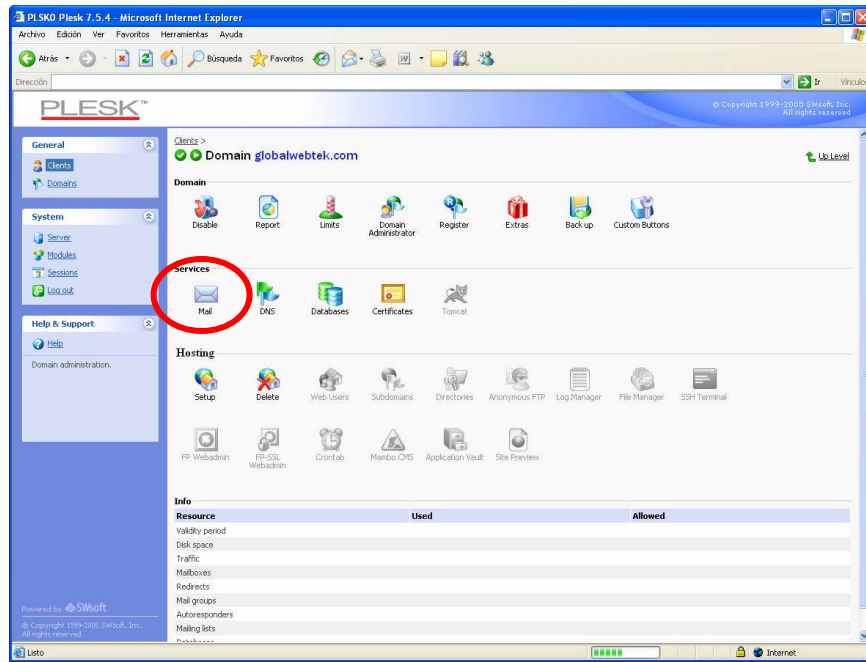 PLSK0 Plesk 7.5.4 - Microsoft Internet Explorer
Archivo Edición Ver Favoritos Herramientas Ayuda
Atrás Búsqueda Favoritos
Dirección Ir Vínculo
PLESK™
© Copyright 1999-2005 SWsoft, Inc.
All rights reserved
General
Clients
Domains
System
Server
Modules
Sessions
Log out
Help & Support
Help
Domain administration.
Powered by SWsoft
© Copyright 1999-2005 SWsoft, Inc.
All rights reserved
Clients >
Domain globalwebtek.com
Up Level
Domain
Disable Report Limits Domain Administrator Register Extras Back up Custom Buttons
Services
Mail DNS Databases Certificates Tomcat
Hosting
Setup Delete Web Users Subdomains Directories Anonymous FTP Log Manager File Manager SSH Terminal
FP Webadmin FP-SSL Webadmin Crontab Mambo CMS Application Vault Site Preview
Info
Resource Used Allowed
Validity period
Disk space
Traffic
Mailboxes
Redirects
Mail groups
Autoresponders
Mailing lists
Databases
Listo Internet